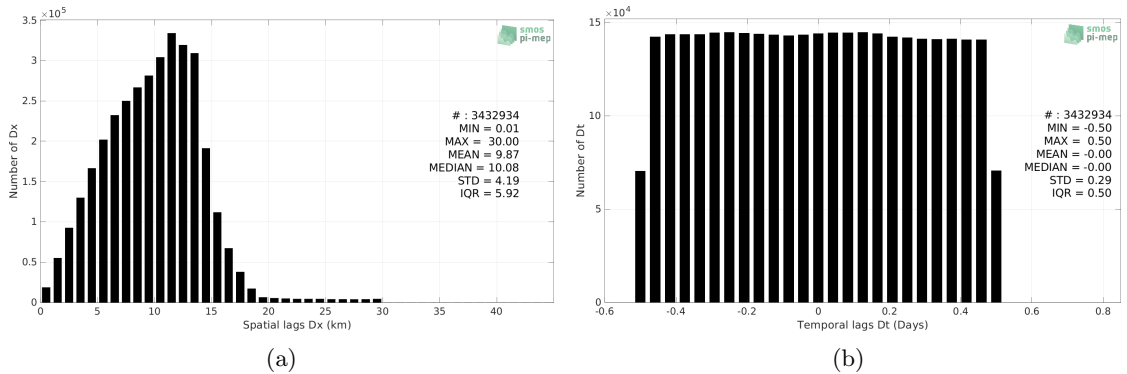 ×10^5
3.5
3
2.5
2
1.5
1
0.5
0
Number of Dx
0 5 10 15 20 25 30 35 40
Spatial lags Dx (km)
smos
pi-mep
# : 3432934
MIN = 0.01
MAX = 30.00
MEAN = 9.87
MEDIAN = 10.08
STD = 4.19
IQR = 5.92
(a)
×10^4
15
10
5
0
Number of Dt
-0.6 -0.4 -0.2 0 0.2 0.4 0.6 0.8
Temporal lags Dt (Days)
smos
pi-mep
# : 3432934
MIN = -0.50
MAX = 0.50
MEAN = -0.00
MEDIAN = -0.00
STD = 0.29
IQR = 0.50
(b)